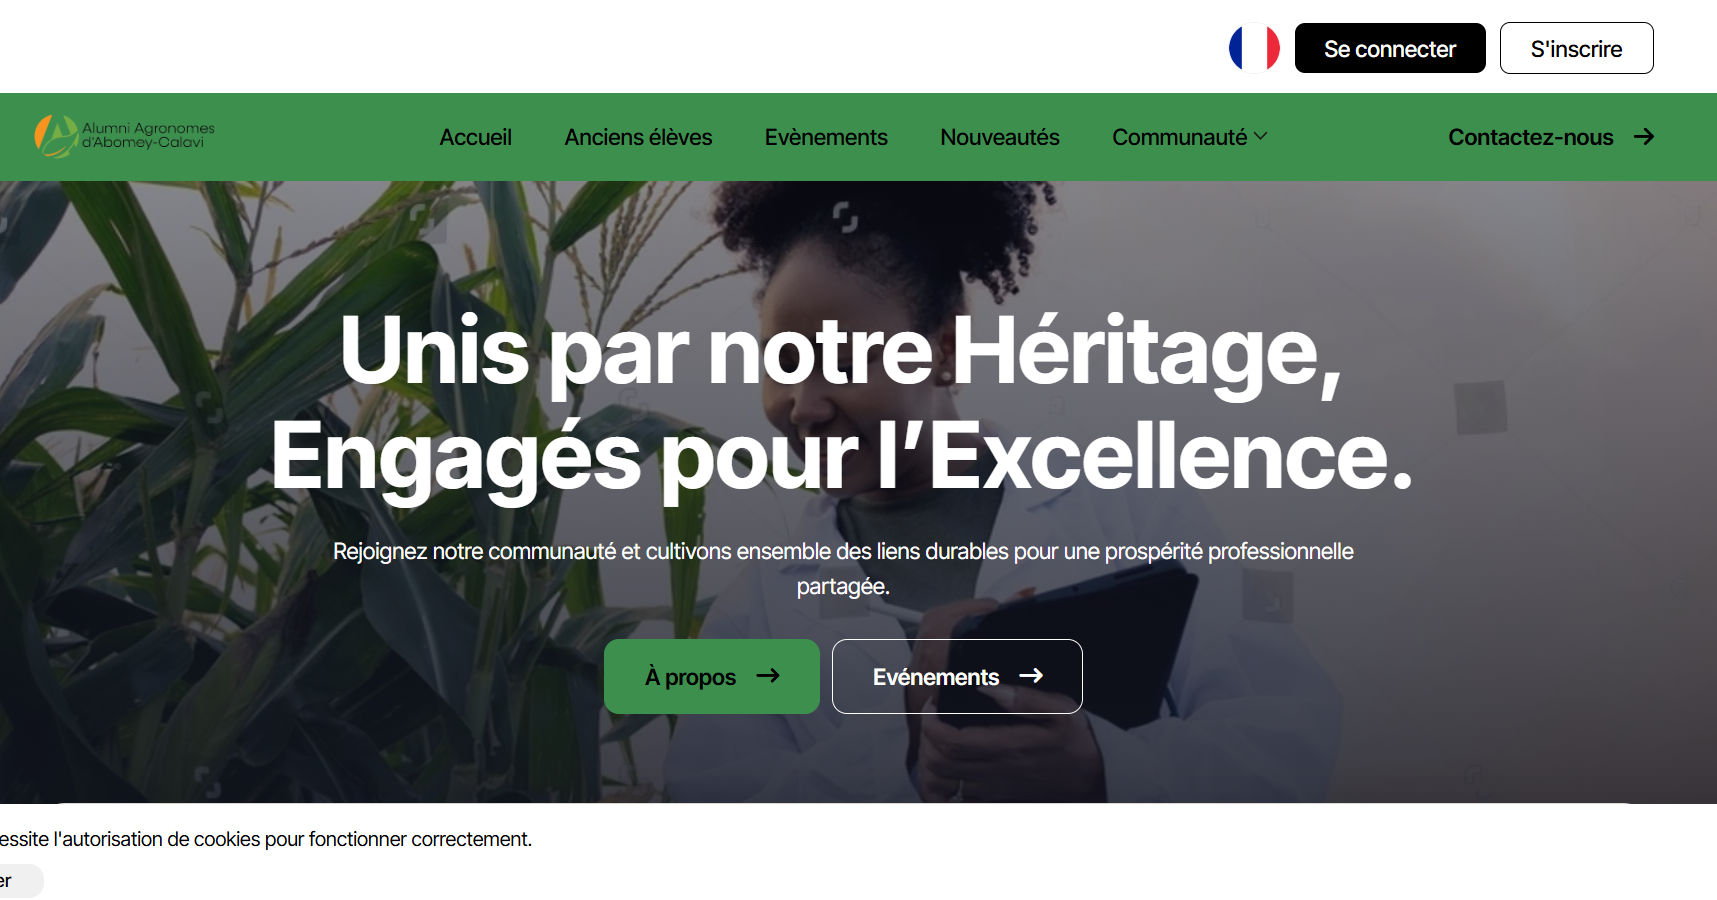 Se connecter
S'inscrire
Alumni Agronomes
d'Abomey-Calavi
Accueil
Anciens élèves
Evènements
Nouveautés
Communauté
Contactez-nous
Unis par notre Héritage,
Engagés pour l’Excellence.
Rejoignez notre communauté et cultivons ensemble des liens durables pour une prospérité professionnelle
partagée.
À propos
Evénements
essite l'autorisation de cookies pour fonctionner correctement.
er